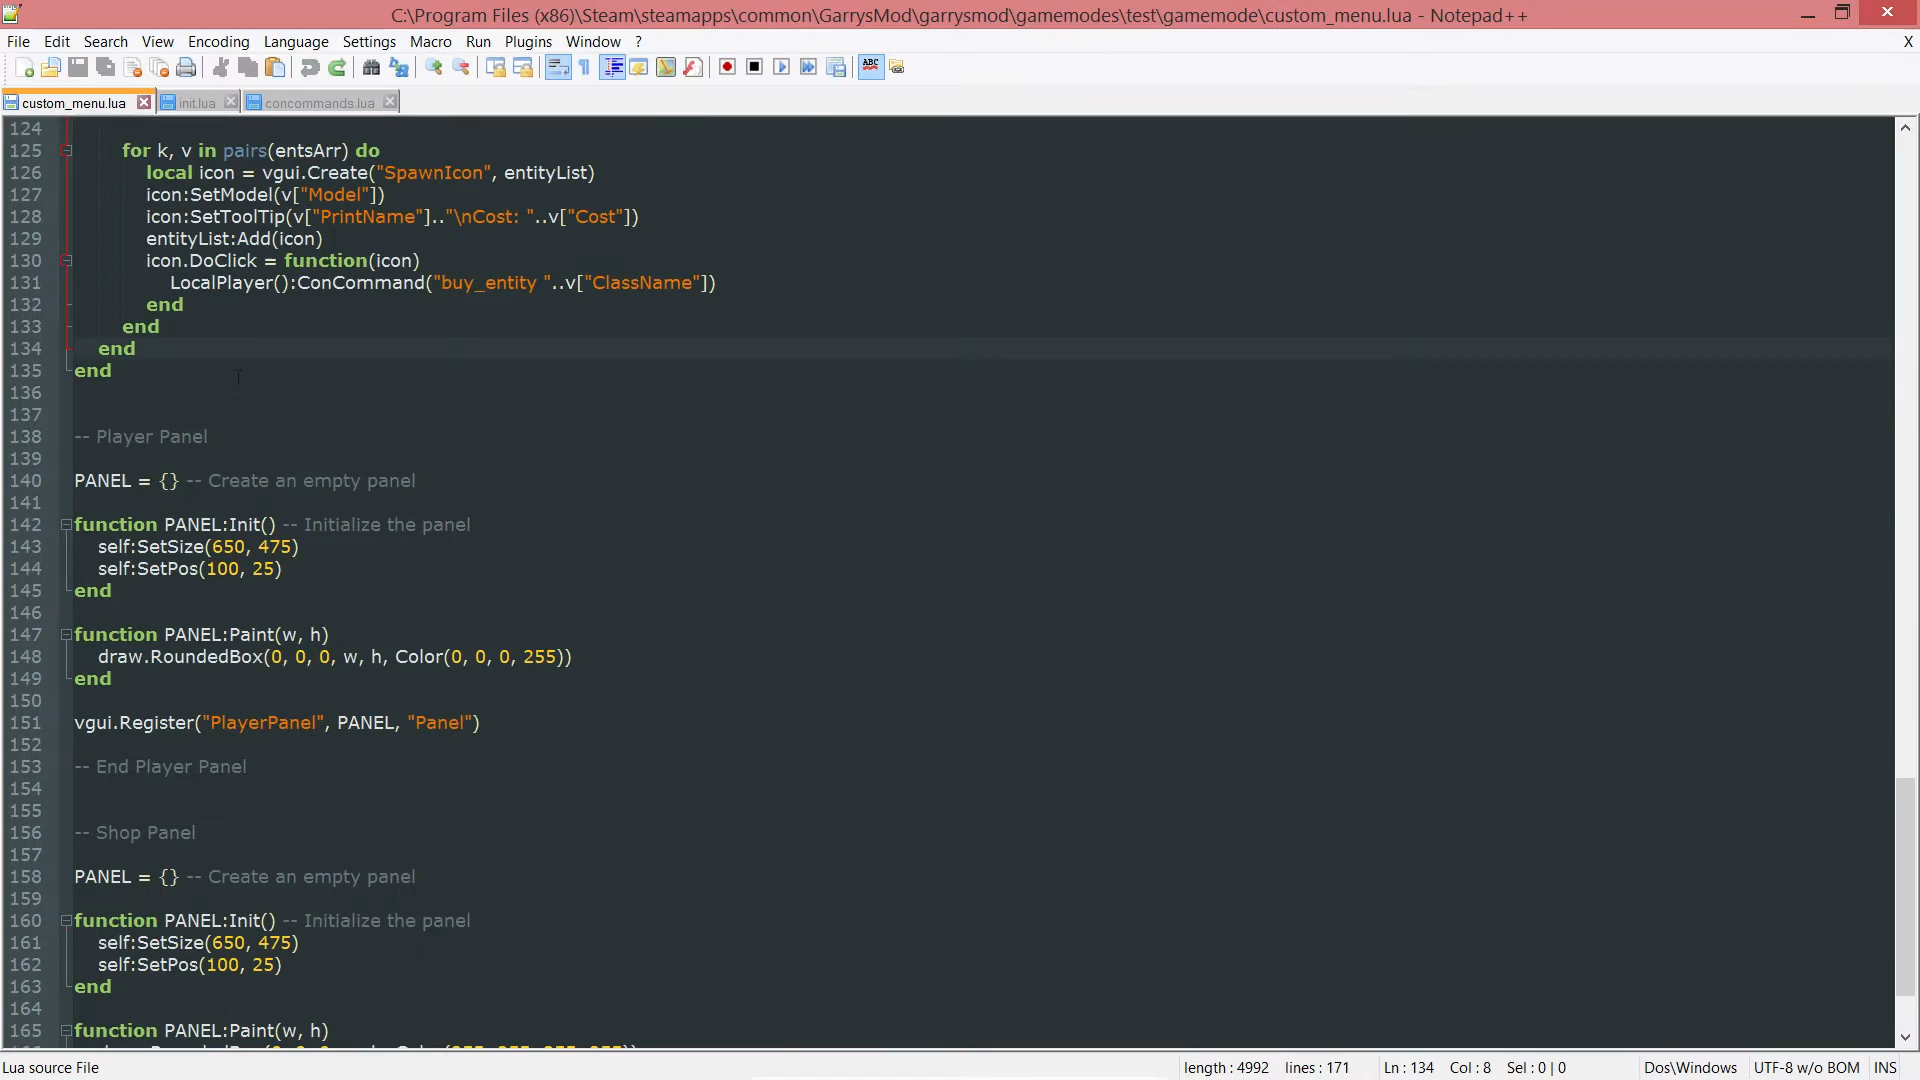 C:\Program Files (x86)\Steam\steamapps\common\GarrysMod\garrysmod\gamemodes\test\gamemode\custom_menu.lua - Notepad++
File Edit Search View Encoding Language Settings Macro Run Plugins Window ? X
ABC
custom_menu.lua init.lua concommands.lua
124
125 for k, v in pairs(entsArr) do
126 local icon = vgui.Create("SpawnIcon", entityList)
127 icon:SetModel(v["Model"])
128 icon:SetToolTip(v["PrintName"].."\nCost: "..v["Cost"])
129 entityList:Add(icon)
130 icon.DoClick = function(icon)
131 LocalPlayer():ConCommand("buy_entity "..v["ClassName"])
132 end
133 end
134 end
135 end
136
137
138 -- Player Panel
139
140 PANEL = {} -- Create an empty panel
141
142 function PANEL:Init() -- Initialize the panel
143 self:SetSize(650, 475)
144 self:SetPos(100, 25)
145 end
146
147 function PANEL:Paint(w, h)
148 draw.RoundedBox(0, 0, 0, w, h, Color(0, 0, 0, 255))
149 end
150
151 vgui.Register("PlayerPanel", PANEL, "Panel")
152
153 -- End Player Panel
154
155
156 -- Shop Panel
157
158 PANEL = {} -- Create an empty panel
159
160 function PANEL:Init() -- Initialize the panel
161 self:SetSize(650, 475)
162 self:SetPos(100, 25)
163 end
164
165 function PANEL:Paint(w, h)
Lua source File length : 4992 lines : 171 Ln : 134 Col : 8 Sel : 0 | 0 Dos\Windows UTF-8 w/o BOM INS